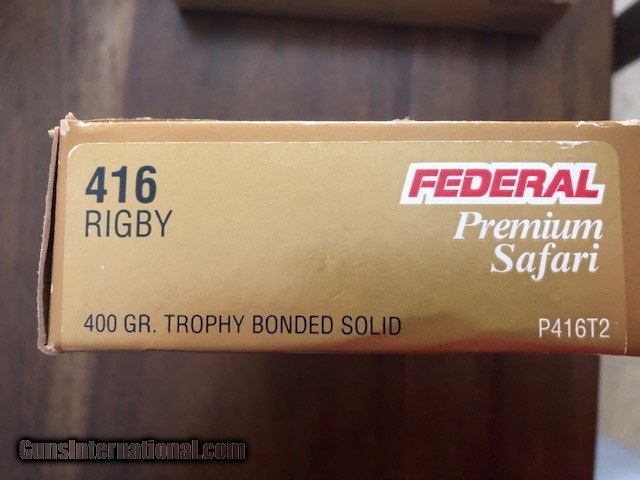 416
RIGBY
FEDERAL
Premium
Safari
400 GR. TROPHY BONDED SOLID
P416T2
GunsInternational.com